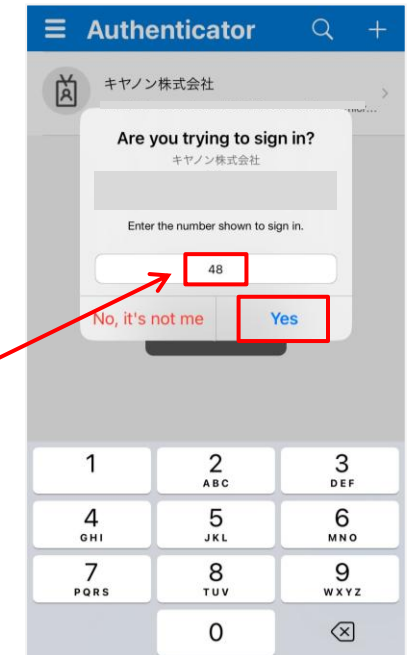 Authenticator
キヤノン株式会社
Are you trying to sign in?
キヤノン株式会社
Enter the number shown to sign in.
48
No, it's not me
Yes
1
2
ABC
3
DEF
4
GHI
5
JKL
6
MNO
7
PQRS
8
TUV
9
WXYZ
0